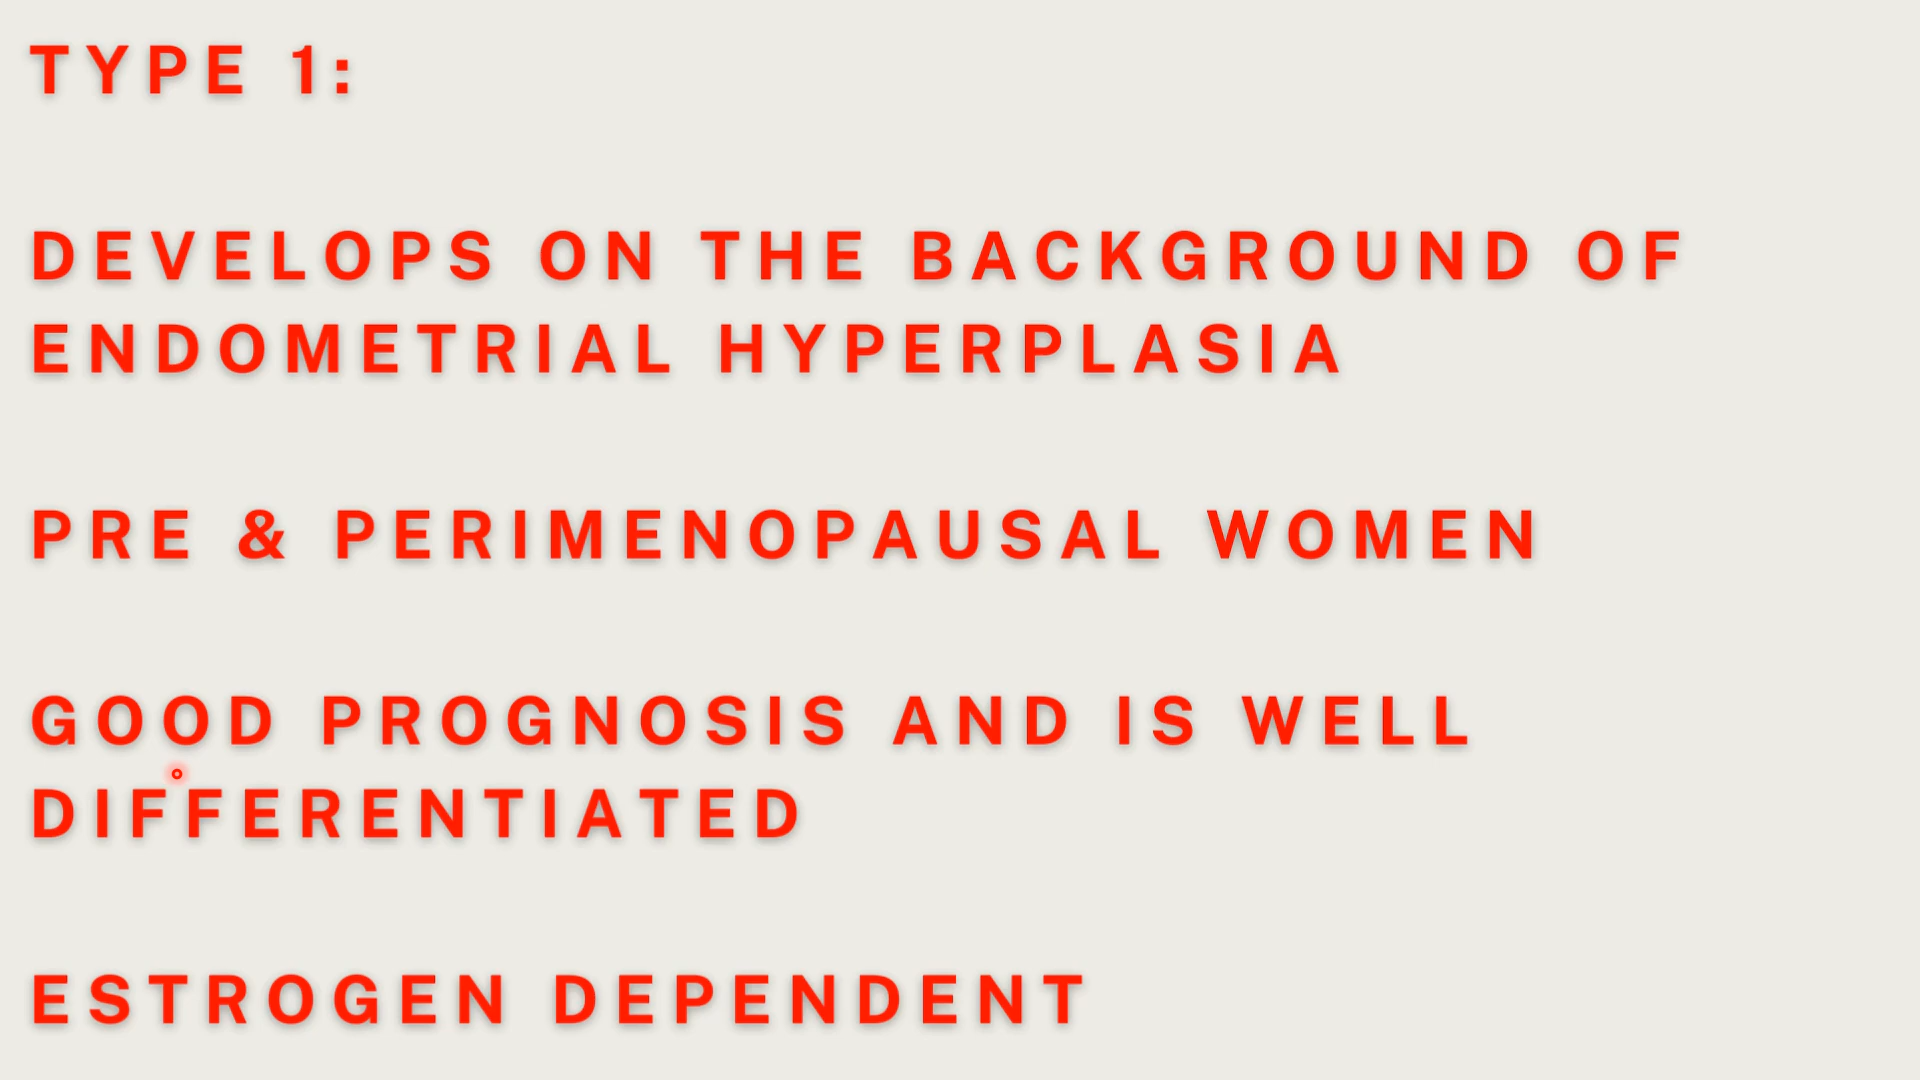 TYPE 1:
DEVELOPS ON THE BACKGROUND OF
ENDOMETRIAL HYPERPLASIA
PRE & PERIMENOPAUSAL WOMEN
GOOD PROGNOSIS AND IS WELL
DIFFERENTIATED
ESTROGEN DEPENDENT